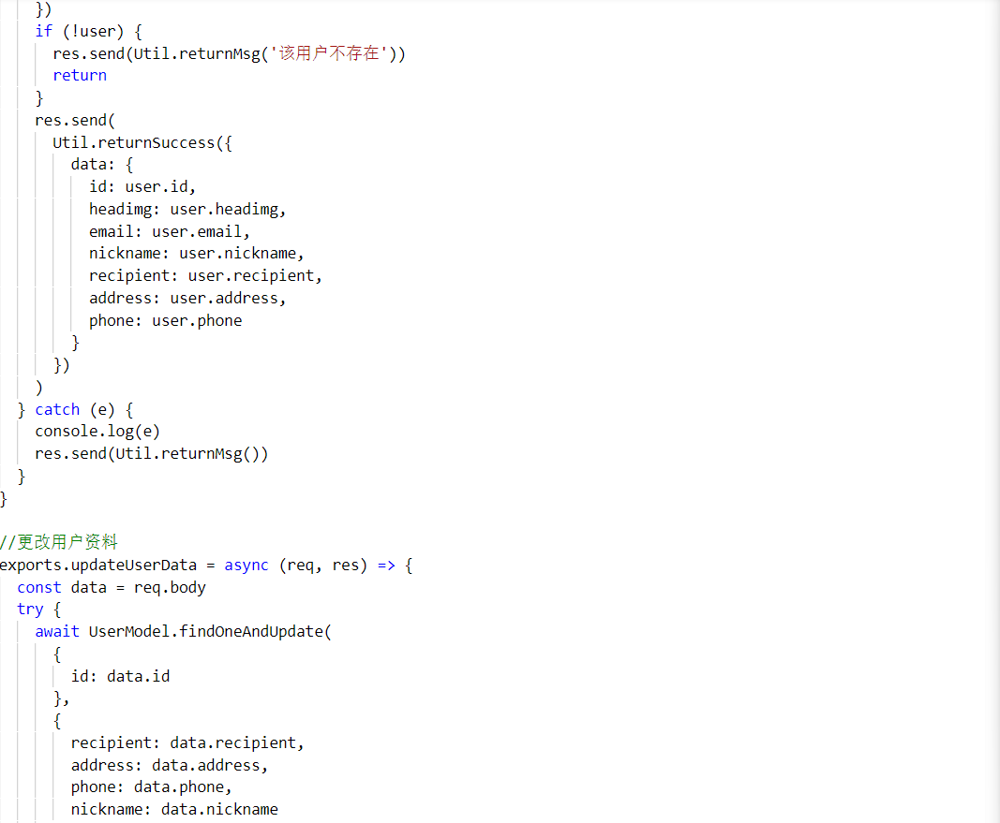 })
if (!user) {
res.send(Util.returnMsg('该用户不存在'))
return
}
res.send(
Util.returnSuccess({
data: {
id: user.id,
headimg: user.headimg,
email: user.email,
nickname: user.nickname,
recipient: user.recipient,
address: user.address,
phone: user.phone
}
})
)
} catch (e) {
console.log(e)
res.send(Util.returnMsg())
}
}
//更改用户资料
exports.updateUserData = async (req, res) => {
const data = req.body
try {
await UserModel.findOneAndUpdate(
{
id: data.id
},
{
recipient: data.recipient,
address: data.address,
phone: data.phone,
nickname: data.nickname